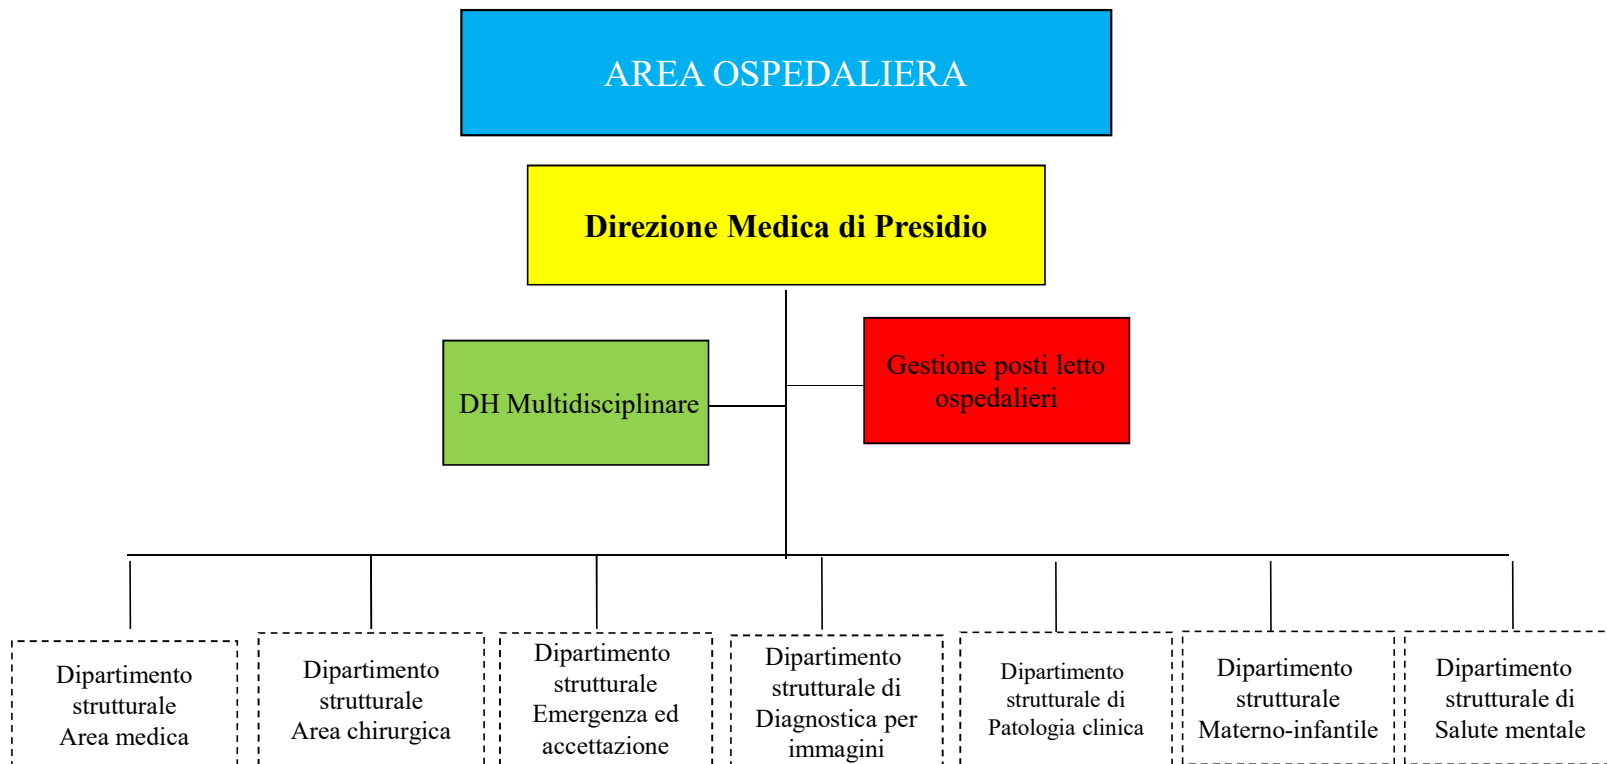 AREA OSPEDALIERA
Direzione Medica di Presidio
Gestione posti letto
ospedalieri
DH Multidisciplinare
Dipartimento
strutturale
Area medica
Dipartimento
strutturale
Area chirurgica
Dipartimento
strutturale
Emergenza ed
accettazione
Dipartimento
strutturale di
Diagnostica per
immagini
Dipartimento
strutturale di
Patologia clinica
Dipartimento
strutturale
Materno-infantile
Dipartimento
strutturale di
Salute mentale